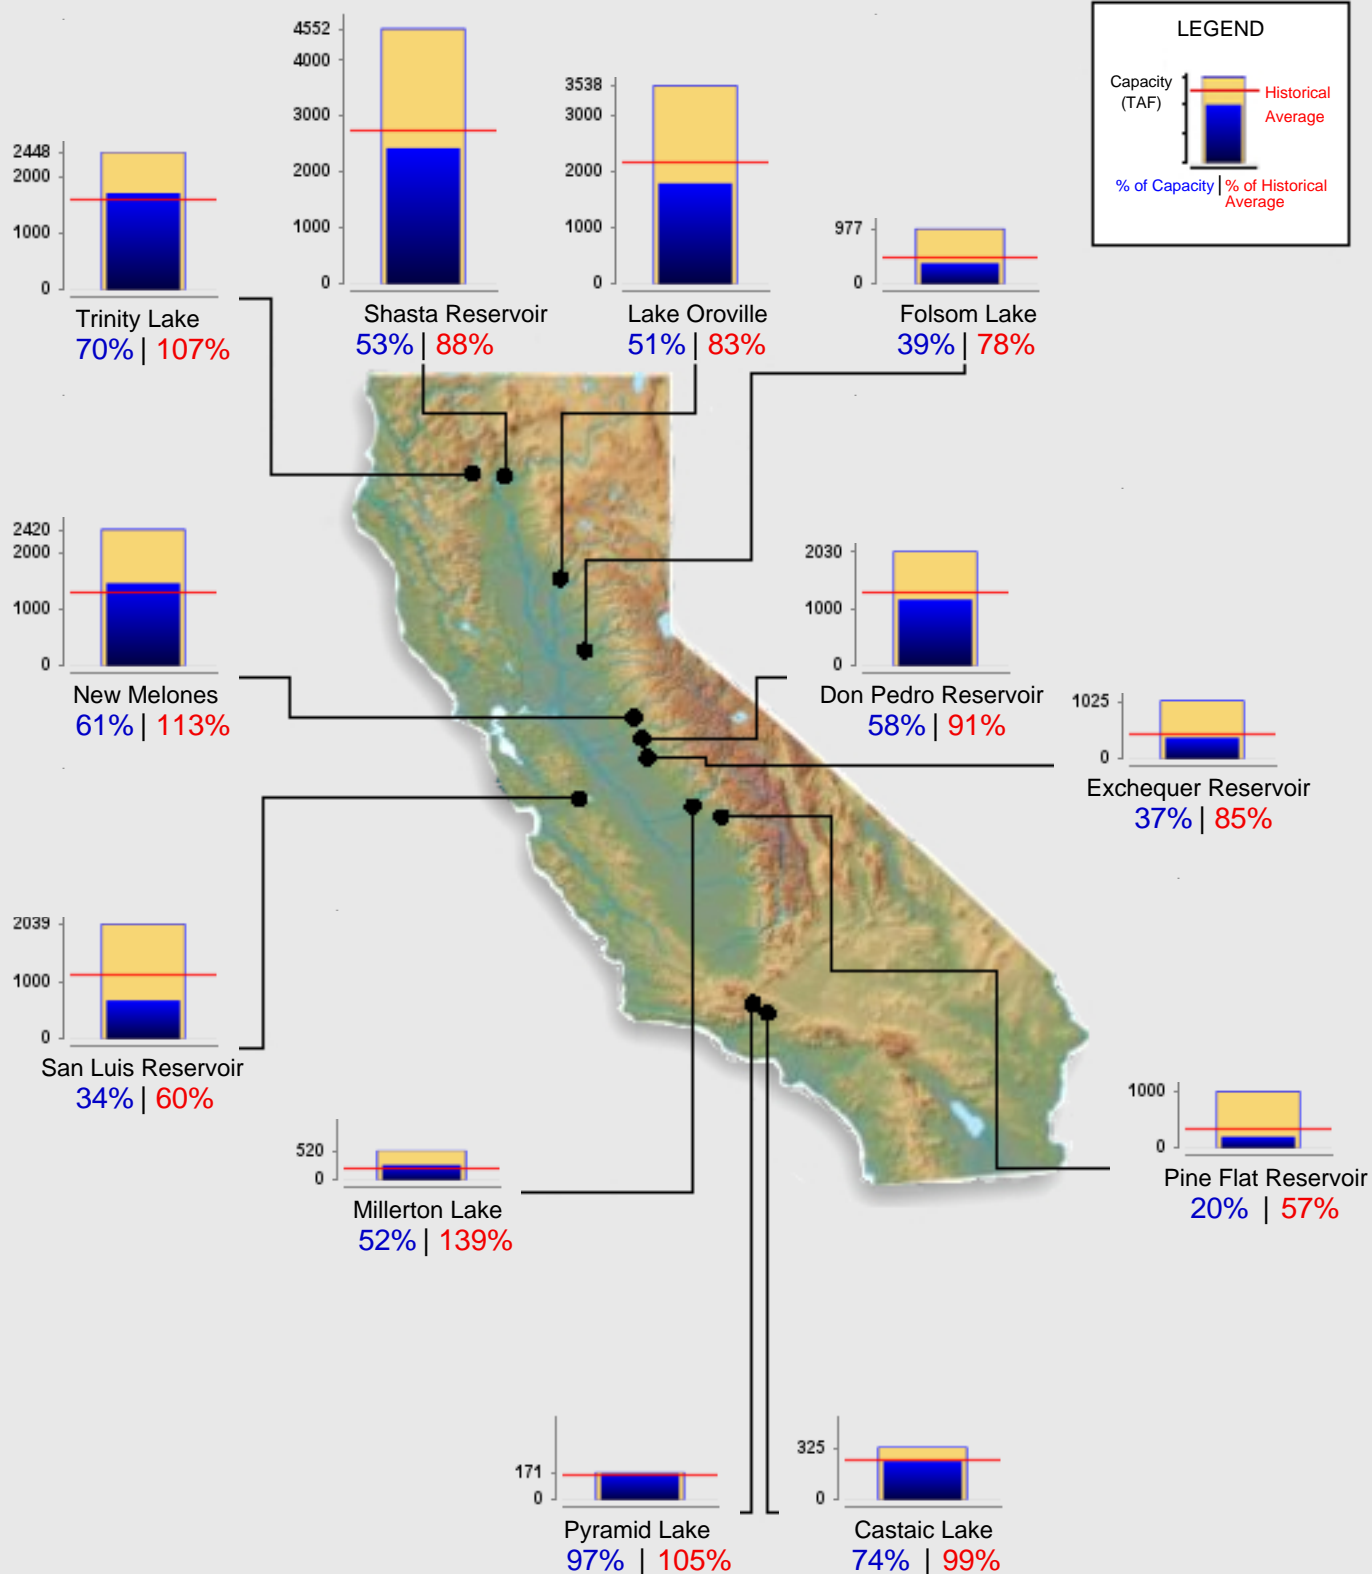 LEGEND
Capacity
(TAF)
Historical
Average
% of Capacity | % of Historical
Average
4552
4000
3000
2000
1000
0
Shasta Reservoir
53% | 88%
3538
3000
2000
1000
0
Lake Oroville
51% | 83%
2448
2000
1000
0
Trinity Lake
70% | 107%
977
0
Folsom Lake
39% | 78%
2420
2000
1000
0
New Melones
61% | 113%
2030
1000
0
Don Pedro Reservoir
58% | 91%
1025
0
Exchequer Reservoir
37% | 85%
2039
1000
0
San Luis Reservoir
34% | 60%
520
0
Millerton Lake
52% | 139%
1000
0
Pine Flat Reservoir
20% | 57%
171
0
Pyramid Lake
97% | 105%
325
0
Castaic Lake
74% | 99%